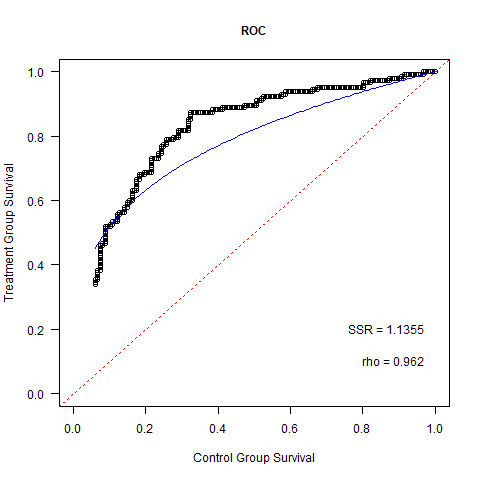 ROC
Treatment Group Survival
1.0
0.8
0.6
0.4
0.2
0.0
SSR = 1.1355
rho = 0.962
0.0 0.2 0.4 0.6 0.8 1.0
Control Group Survival